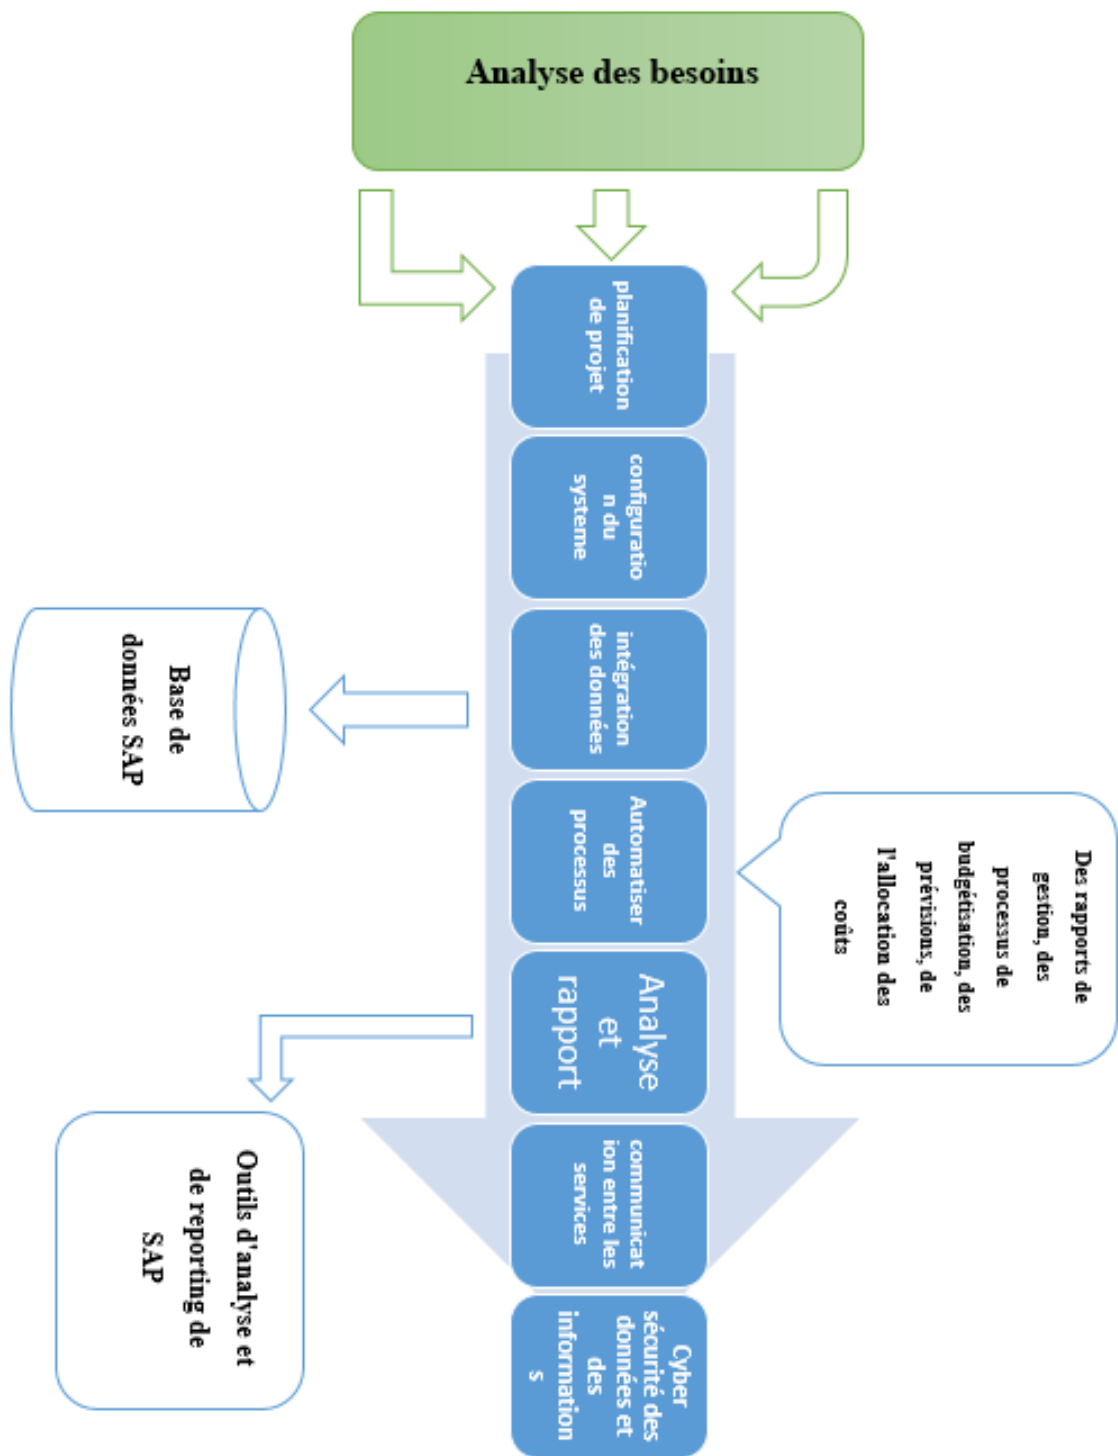 Analyse des besoins
planification
de projet
configuratio
n du
systeme
intégration
des données
Base de
données SAP
Automatiser
des
processus
Des rapports de
gestion, des
processus de
budgétisation, des
prévisions, de
l'allocation des
coûts
Analyse
et
rapport
Outils d'analyse et
de reporting de
SAP
communicat
ion entre les
services
Cyber
sécurité des
données et
des
information
s